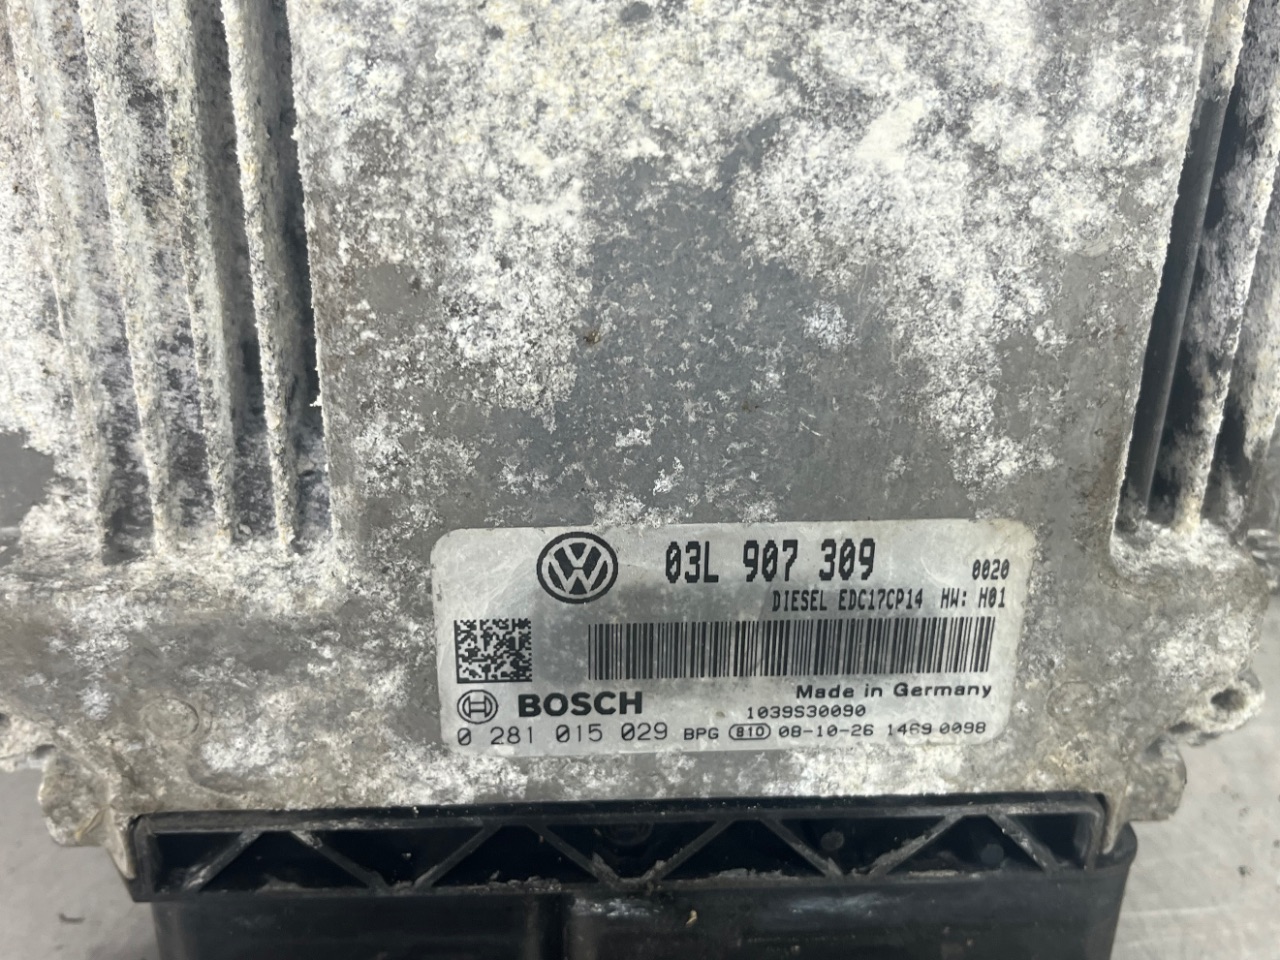 03L 907 309
0020
DIESEL EDC17CP14 HW: H01
BOSCH
Made in Germany
1039S30090
0 281 015 029 BPG 810 08-10-26 1469 0098